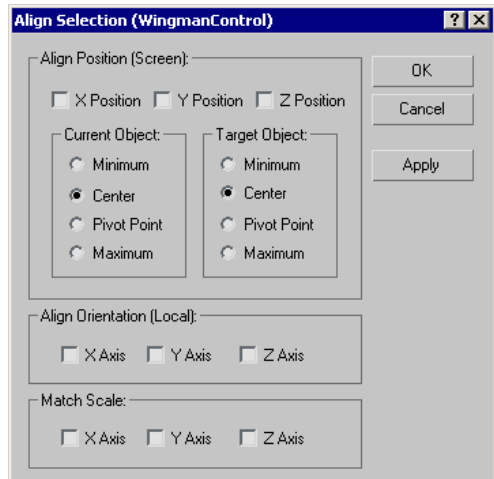 Align Selection (WingmanControl)
Align Position (Screen):
X Position Y Position Z Position
Current Object:
Minimum
Center
Pivot Point
Maximum
Target Object:
Minimum
Center
Pivot Point
Maximum
Align Orientation (Local):
X Axis Y Axis Z Axis
Match Scale:
X Axis Y Axis Z Axis
OK
Cancel
Apply